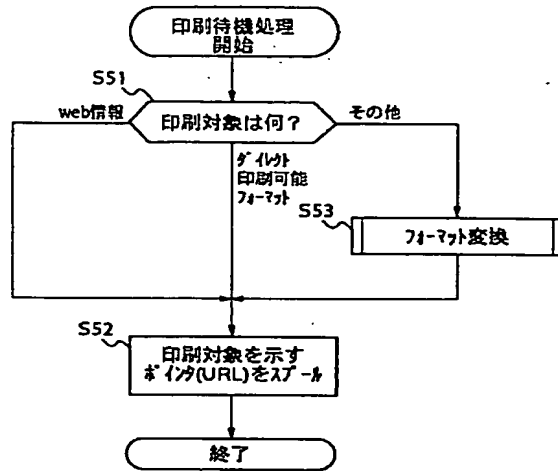 印刷待機処理
開始
S51
web情報
印刷対象は何?
その他
ダイレクト
印刷可能
フォーマット
S53
フォーマット変換
S52
印刷対象を示す
ポインタ(URL)をスプール
終了